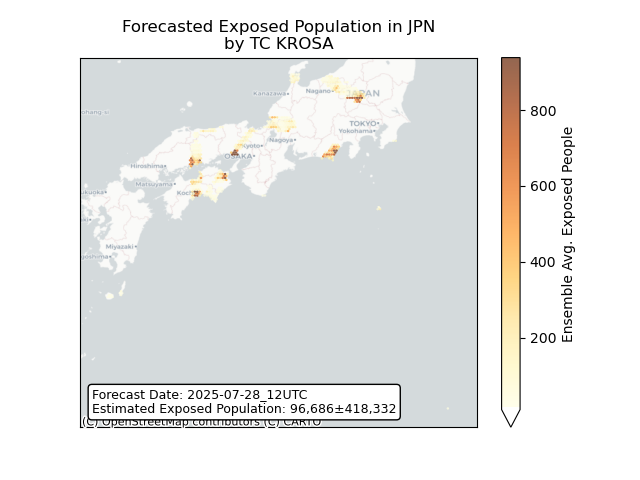 Forecasted Exposed Population in JPN
by TC KROSA
Kanazawa
Nagano
JAPAN
TOKYO
Yokohama
Kyoto
Nagoya
OSAKA
Hiroshima
Matsuyama
Miyazaki
800
600
400
200
Ensemble Avg. Exposed People
Forecast Date: 2025-07-28_12UTC
Estimated Exposed Population: 96,686±418,332
(C) OpenStreetMap contributors (C) CARTO